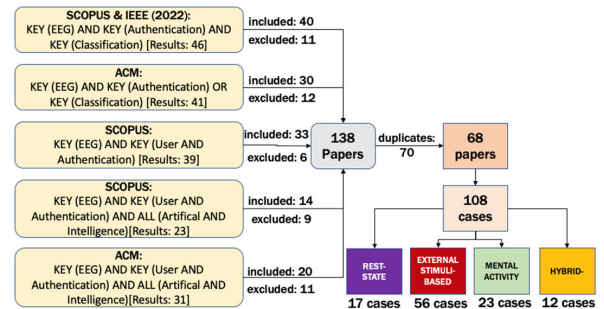 SCOPUS & IEEE (2022):
KEY (EEG) AND KEY (Authentication) AND
KEY (Classification) [Results: 46]
included: 40
excluded: 11
ACM:
KEY (EEG) AND KEY (Authentication) OR
KEY (Classification) [Results: 41]
included: 30
excluded: 12
SCOPUS:
KEY (EEG) AND KEY (User AND
Authentication) [Results: 39]
included: 33
excluded: 6
SCOPUS:
KEY (EEG) AND KEY (User AND
Authentication) AND ALL (Artifical AND
Intelligence)[Results: 23]
included: 14
excluded: 9
ACM:
KEY (EEG) AND KEY (User AND
Authentication) AND ALL (Artifical AND
Intelligence)[Results: 31]
included: 20
excluded: 11
138
Papers
duplicates:
70
68
papers
108
cases
REST-
STATE
17 cases
EXTERNAL
STIMULI-
BASED
56 cases
MENTAL
ACTIVITY
23 cases
HYBRID-
12 cases